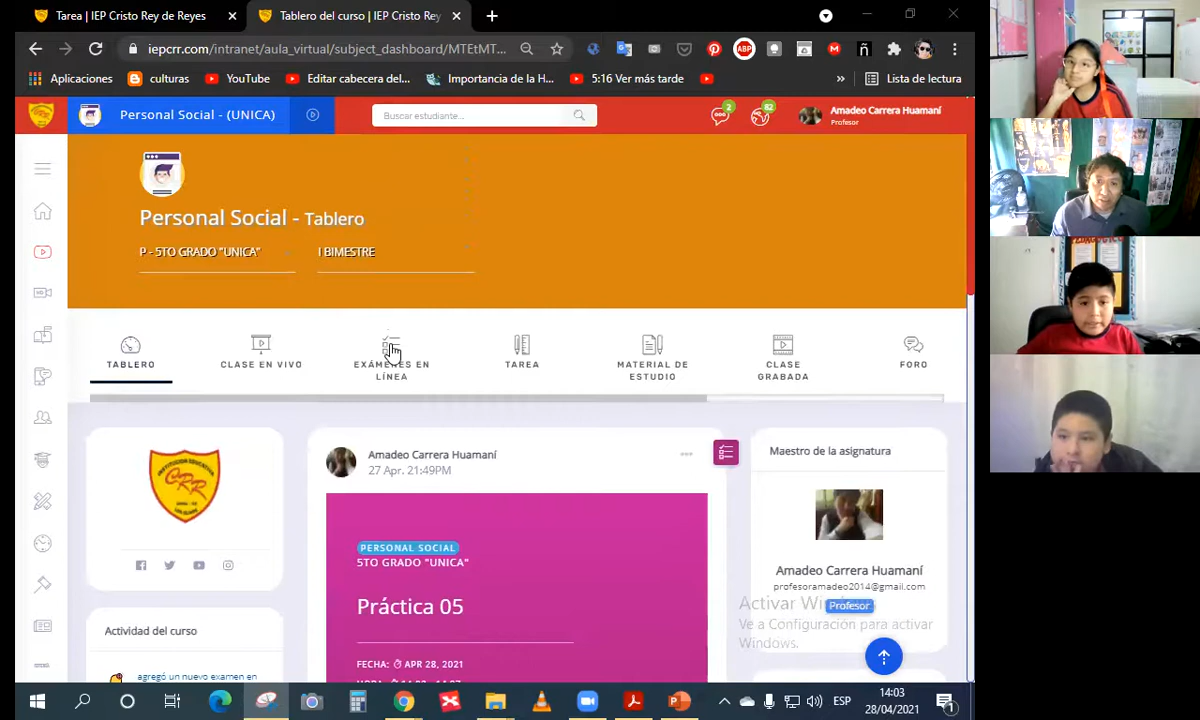 Tarea | IEP Cristo Rey de Reyes
Tablero del curso | IEP Cristo Rey
iepcrr.com/intranet/aula_virtual/subject_dashboard/MTEtMT...
ABP
M
ñ
Aplicaciones
culturas
YouTube
Editar cabecera del...
Importancia de la H...
5:16 Ver más tarde
»
Lista de lectura
Personal Social - (UNICA)
Buscar estudiante...
2
82
Amadeo Carrera Huamaní
Profesor
Personal Social - Tablero
P - 5TO GRADO "UNICA"
I BIMESTRE
TABLERO
CLASE EN VIVO
EXÁMENES EN LÍNEA
TAREA
MATERIAL DE ESTUDIO
CLASE GRABADA
FORO
Amadeo Carrera Huamaní
27 Apr. 21:49PM
PERSONAL SOCIAL
5TO GRADO "UNICA"
Práctica 05
FECHA: APR 28, 2021
Actividad del curso
agregó un nuevo examen en
Maestro de la asignatura
Amadeo Carrera Huamaní
profesoramadeo2014@gmail.com
Profesor
Activar
Ve a Configuración para activar
Windows.
ESP
14:03
28/04/2021
1